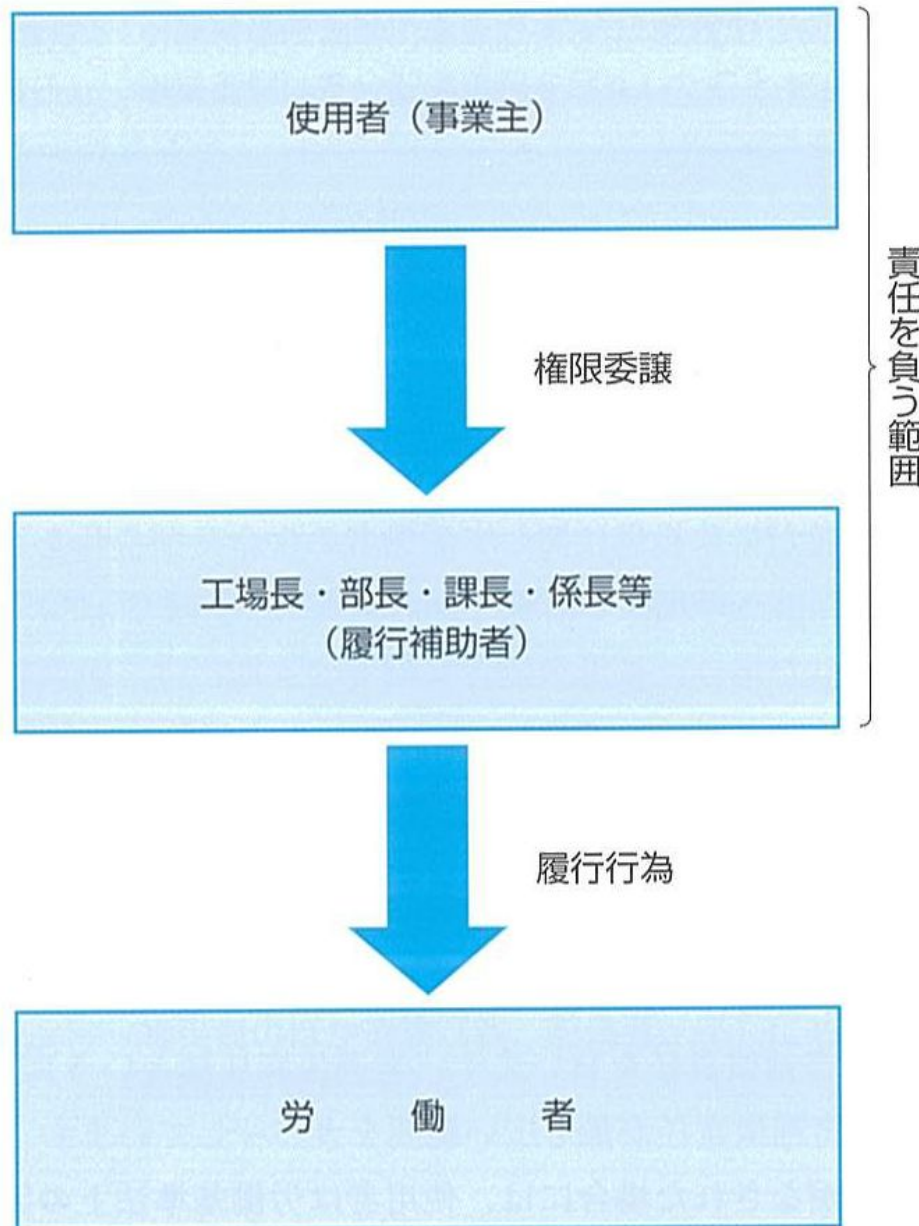 使用者（事業主）
権限委譲
責任を負う範囲
工場長・部長・課長・係長等
（履行補助者）
履行行為
労働者